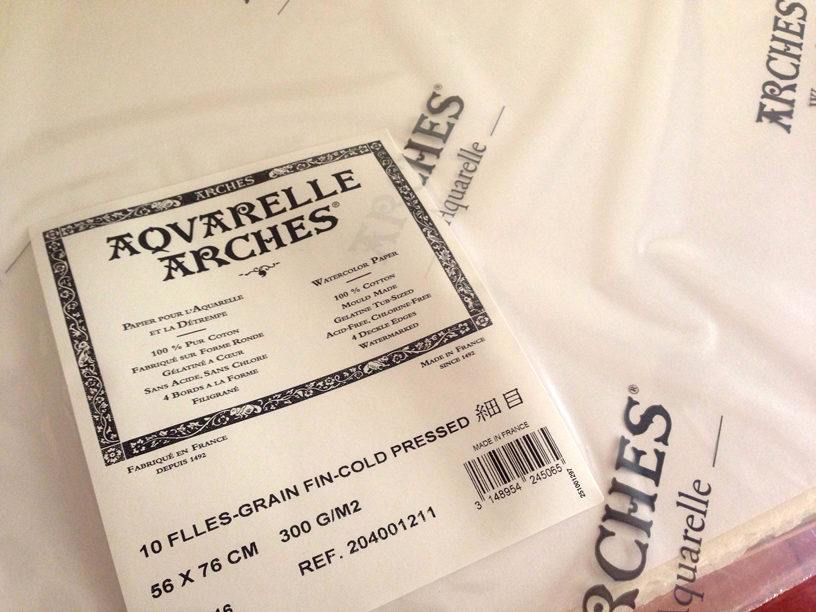 ARCHES
AQVARELLE
ARCHES®
PAPIER POUR L'AQUARELLE
ET LA DÉTREMPE
100 % PUR COTON
FABRIQUÉ SUR FORME RONDE
GÉLATINÉ A CŒUR
SANS ACIDE, SANS CHLORE
4 BORDS A LA FORME
FILIGRANÉ
WATERCOLOR PAPER
100 % COTTON
MOULD MADE
GELATINE TUB-SIZED
ACID-FREE, CHLORINE-FREE
4 DECKLE EDGES
WATERMARKED
FABRIQUÉ EN FRANCE
DEPUIS 1492
MADE IN FRANCE
SINCE 1492
10 FLLES-GRAIN FIN-COLD PRESSED 細目
56 X 76 CM 300 G/M2
REF. 204001211
16
MADE IN FRANCE
3 148954 245065
251001297
ARCHES®
Aquarelle
ARCHES
ARCHES®
Aquarelle